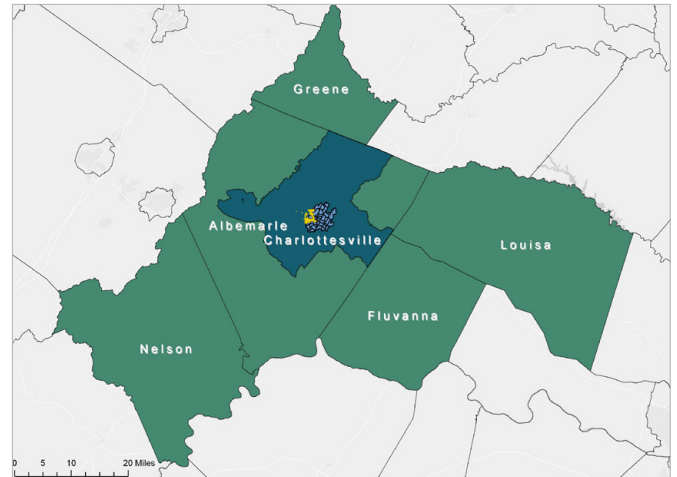 Greene
Albemarle
Charlottesville
Louisa
Fluvanna
Nelson
0 5 10 20 Miles